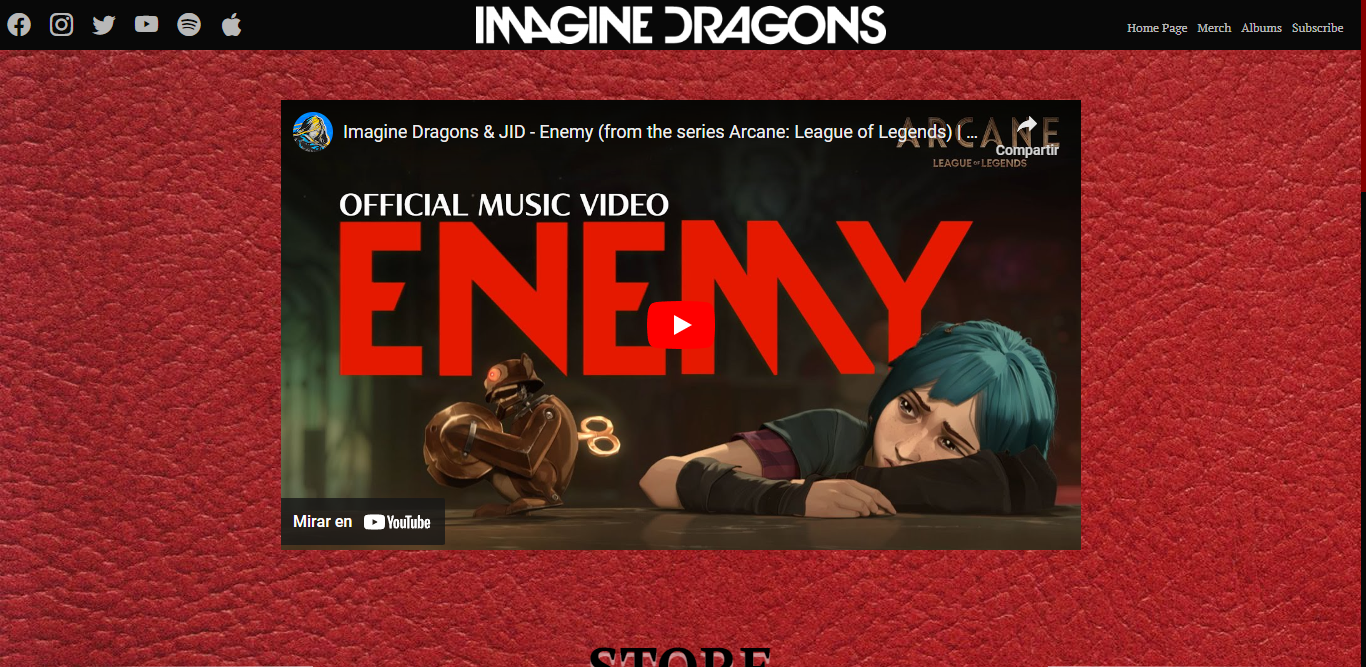 IMAGINE DRAGONS
Home Page Merch Albums Subscribe
Imagine Dragons & JID - Enemy (from the series Arcane: League of Legends) | ...
ARCANE
LEAGUE OF LEGENDS
Compartir
OFFICIAL MUSIC VIDEO
ENEMY
Mirar en YouTube
STORE